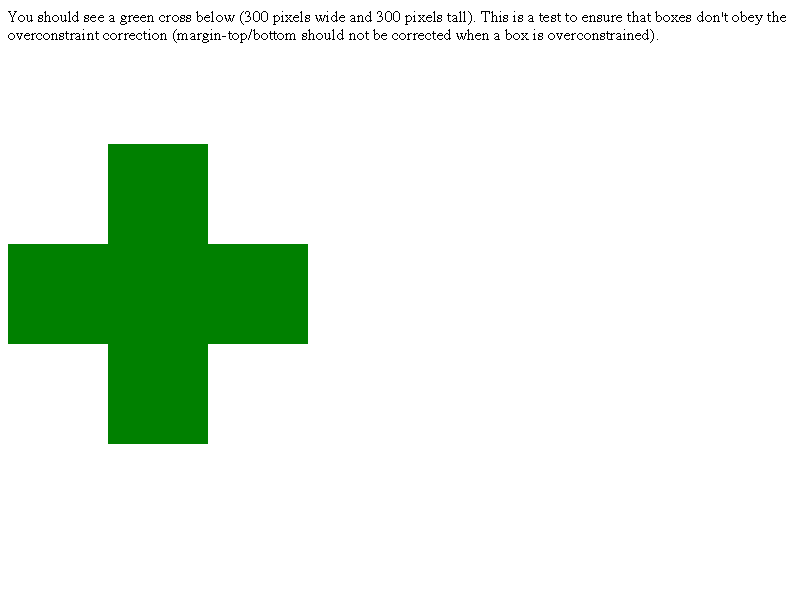 You should see a green cross below (300 pixels wide and 300 pixels tall). This is a test to ensure that boxes don't obey the
overconstraint correction (margin-top/bottom should not be corrected when a box is overconstrained).